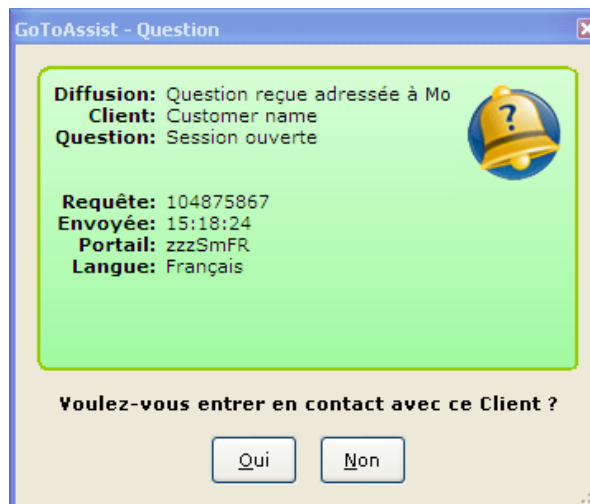 GoToAssist - Question
Diffusion: Question reçue adressée à Mo
Client: Customer name
Question: Session ouverte
Requête: 104875867
Envoyée: 15:18:24
Portail: zzzSmFR
Langue: Français
Voulez-vous entrer en contact avec ce Client ?
Oui Non